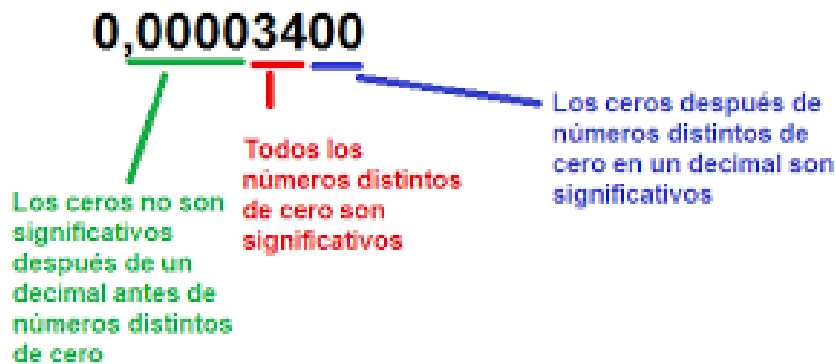 0,00003400
Los ceros después de
números distintos de
cero en un decimal son
significativos
Todos los
números distintos
de cero son
significativos
Los ceros no son
significativos
después de un
decimal antes de
números distintos
de cero